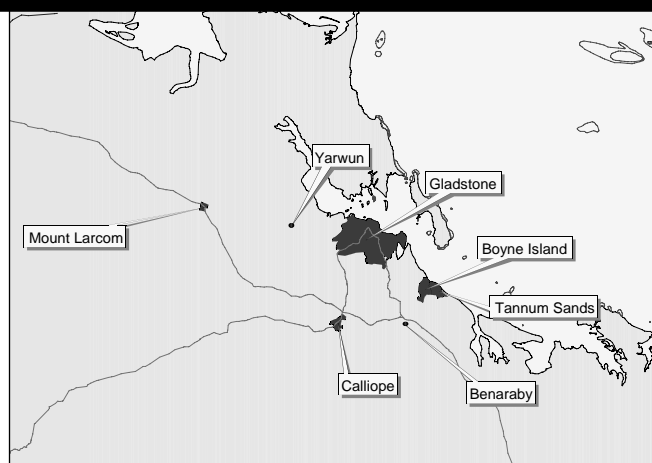 Yarwun
Gladstone
Mount Larcom
Boyne Island
Tannum Sands
Calliope
Benaraby